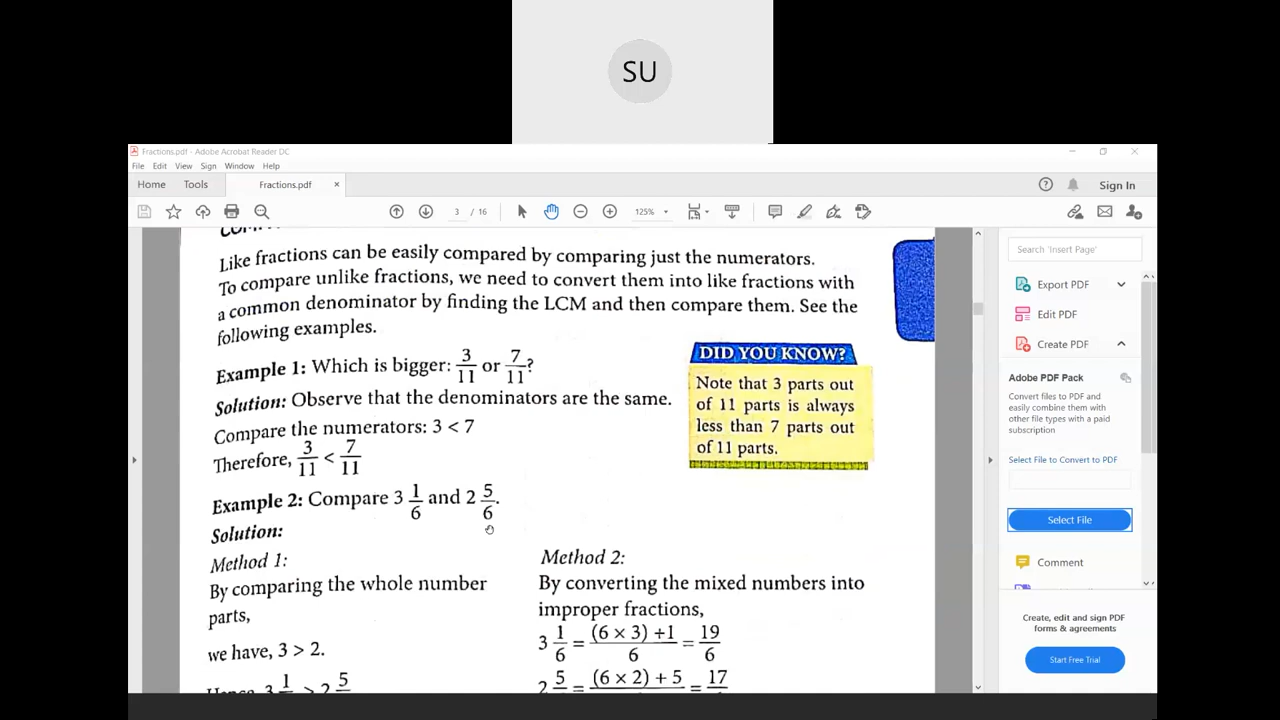 SU
Fractions.pdf - Adobe Acrobat Reader DC
File Edit View Sign Window Help
Home Tools Fractions.pdf × Sign In
3 / 16 125%
Like fractions can be easily compared by comparing just the numerators.
To compare unlike fractions, we need to convert them into like fractions with
a common denominator by finding the LCM and then compare them. See the
following examples.
Example 1: Which is bigger: 3/11 or 7/11?
Solution: Observe that the denominators are the same.
Compare the numerators: 3 < 7
Therefore, 3/11 < 7/11
DID YOU KNOW?
Note that 3 parts out
of 11 parts is always
less than 7 parts out
of 11 parts.
Example 2: Compare 3 1/6 and 2 5/6.
Solution:
Method 1:
By comparing the whole number
parts,
we have, 3 > 2.
Hence, 3 1/ > 2 5/
Method 2:
By converting the mixed numbers into
improper fractions,
3 1/6 = (6 × 3) +1/6 = 19/6
2 5/6 = (6 × 2) + 5/ = 17/
Search 'Insert Page'
Export PDF
Edit PDF
Create PDF
Adobe PDF Pack
Convert files to PDF and
easily combine them with
other file types with a paid
subscription
Select File to Convert to PDF
Select File
Comment
Create, edit and sign PDF
forms & agreements
Start Free Trial